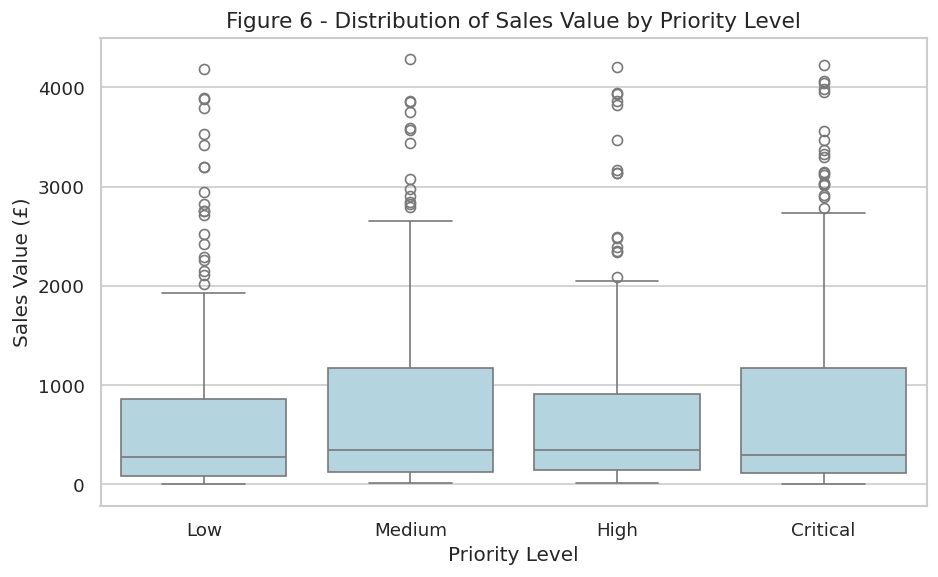 Figure 6 - Distribution of Sales Value by Priority Level
Sales Value (£)
4000
3000
2000
1000
0
Low
Medium
High
Critical
Priority Level